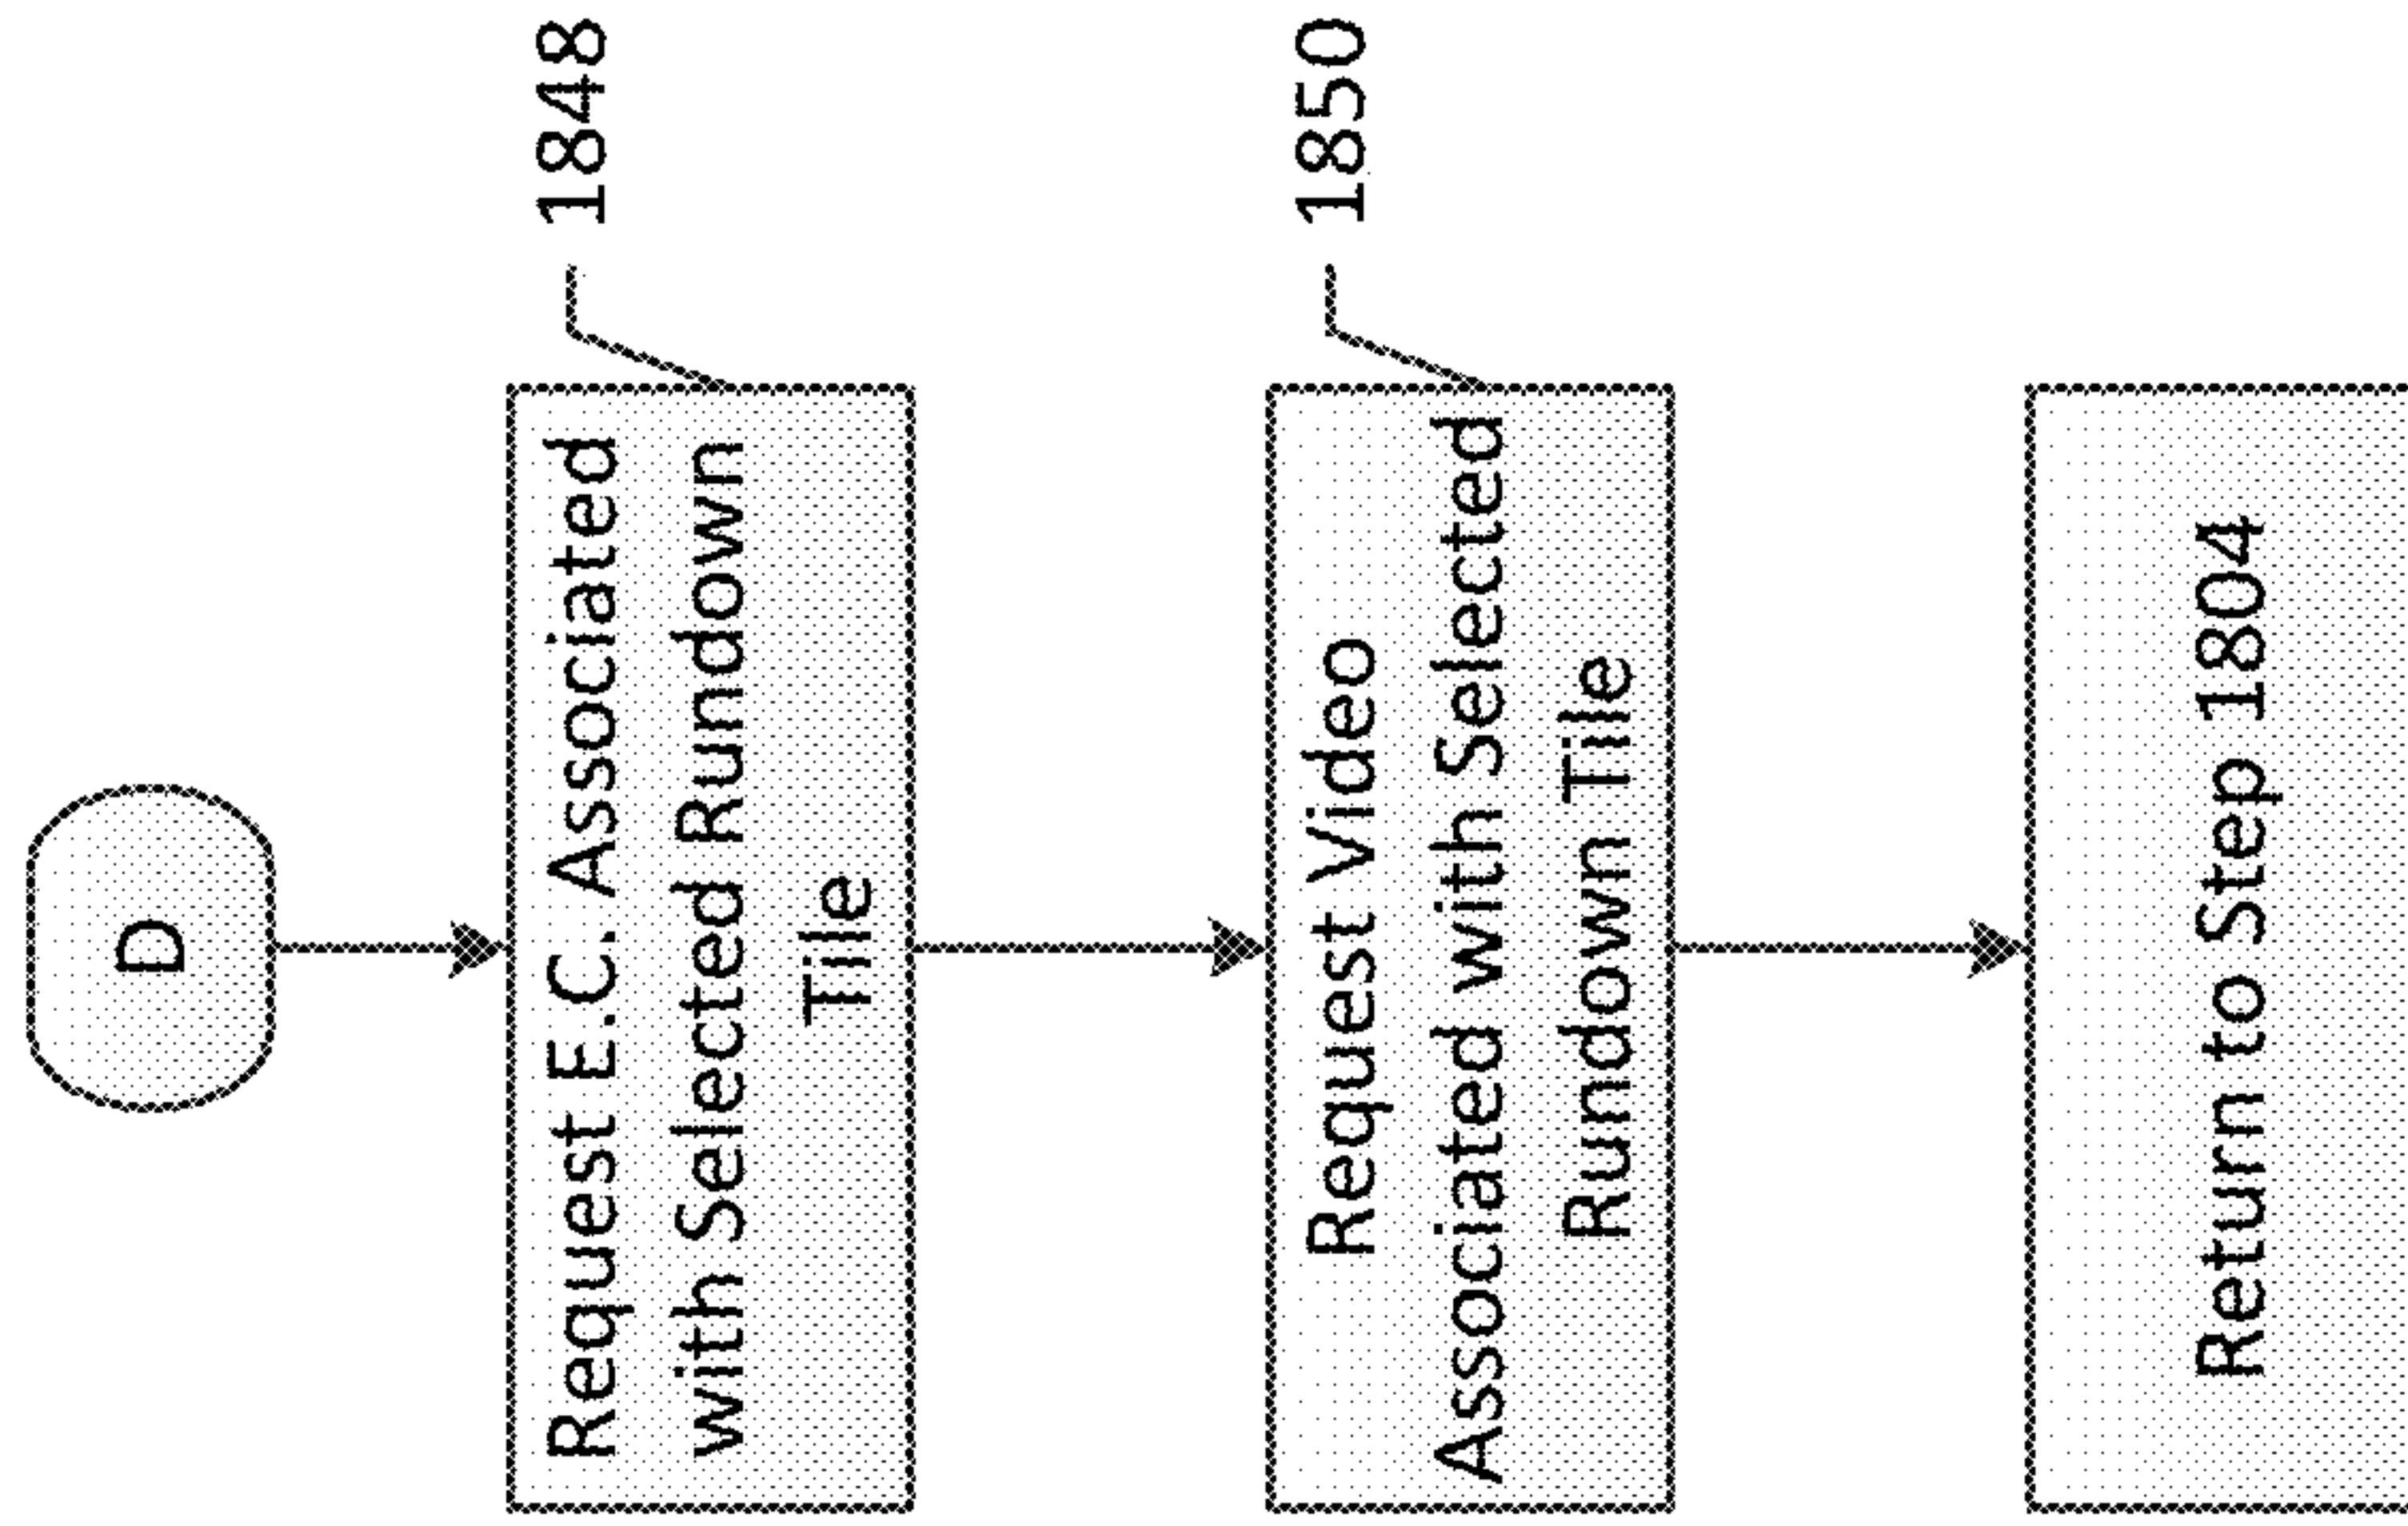 D
Request E.C. Associated
with Selected Rundown
Tile
1848
Request Video
Associated with Selected
Rundown Tile
1850
Return to Step 1804